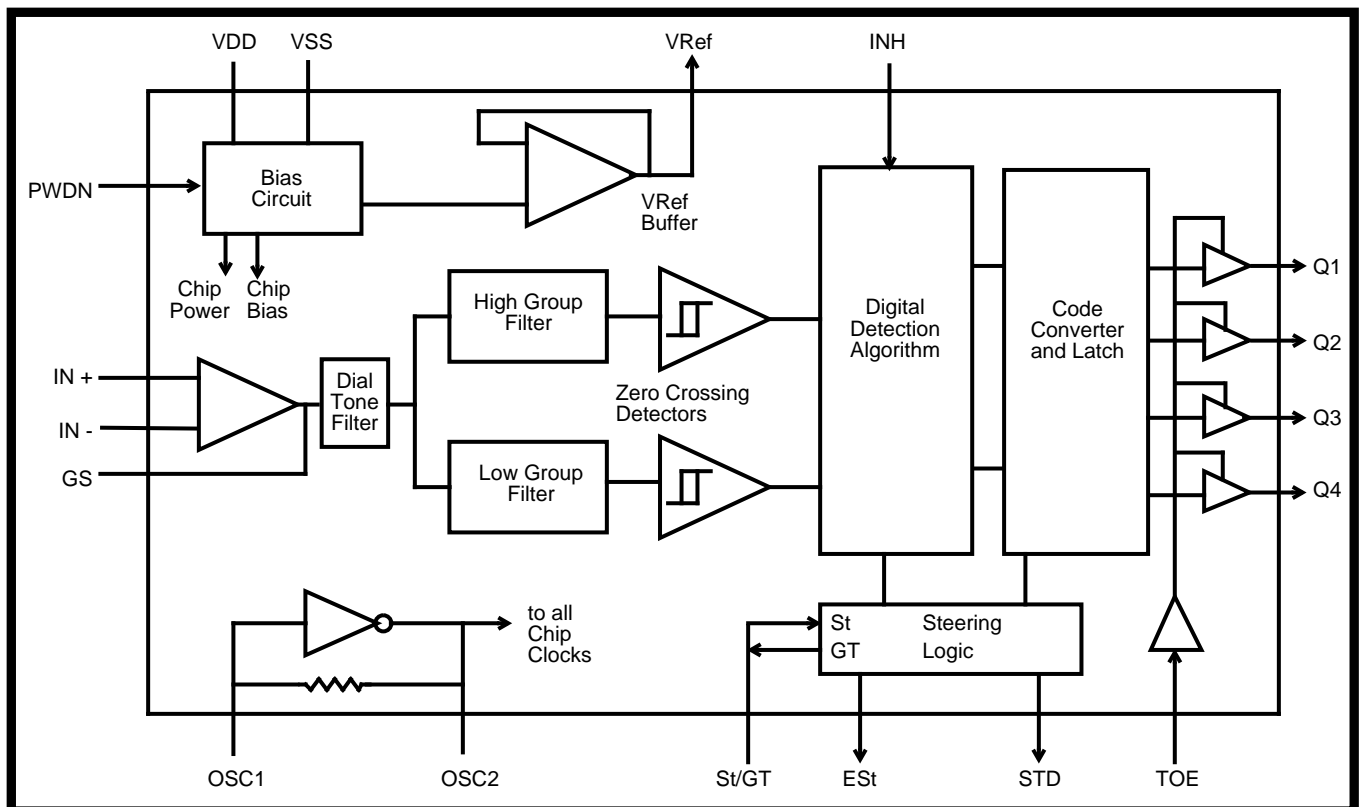 VDD
VSS
VRef
INH
PWDN
Bias
Circuit
VRef
Buffer
Chip
Power
Chip
Bias
High Group
Filter
Digital
Detection
Algorithm
Code
Converter
and Latch
Q1
Q2
Q3
Q4
IN +
IN -
GS
Dial
Tone
Filter
Zero Crossing
Detectors
Low Group
Filter
to all
Chip
Clocks
St
GT
Steering
Logic
OSC1
OSC2
St/GT
ESt
STD
TOE